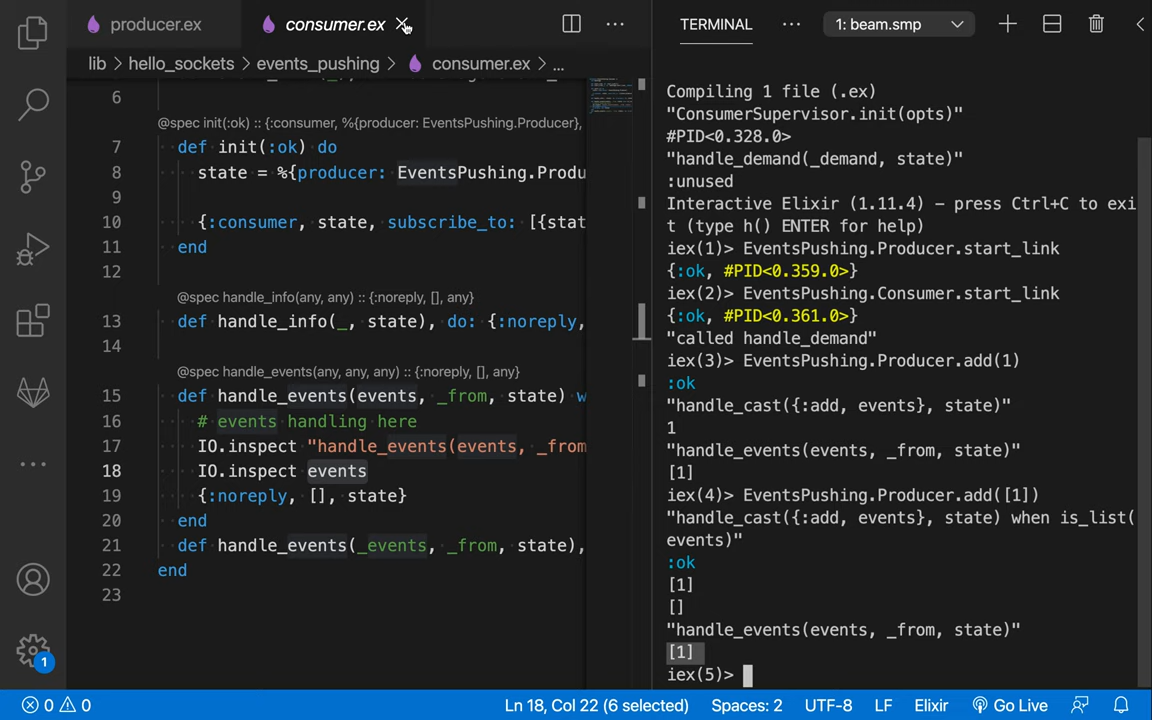 producer.ex
consumer.ex
TERMINAL
1: beam.smp
lib > hello_sockets > events_pushing > consumer.ex > ...
6
@spec init(:ok) :: {:consumer, %{producer: EventsPushing.Producer},
7 def init(:ok) do
8 state = %{producer: EventsPushing.Produ
9
10 {:consumer, state, subscribe_to: [{stat
11 end
12
@spec handle_info(any, any) :: {:noreply, [], any}
13 def handle_info(_, state), do: {:noreply,
14
@spec handle_events(any, any, any) :: {:noreply, [], any}
15 def handle_events(events, _from, state) w
16 # events handling here
17 IO.inspect "handle_events(events, _from
18 IO.inspect events
19 {:noreply, [], state}
20 end
21 def handle_events(_events, _from, state),
22 end
23
Compiling 1 file (.ex)
"ConsumerSupervisor.init(opts)"
#PID<0.328.0>
"handle_demand(_demand, state)"
:unused
Interactive Elixir (1.11.4) - press Ctrl+C to exi
t (type h() ENTER for help)
iex(1)> EventsPushing.Producer.start_link
{:ok, #PID<0.359.0>}
iex(2)> EventsPushing.Consumer.start_link
{:ok, #PID<0.361.0>}
"called handle_demand"
iex(3)> EventsPushing.Producer.add(1)
:ok
"handle_cast({:add, events}, state)"
1
"handle_events(events, _from, state)"
[1]
iex(4)> EventsPushing.Producer.add([1])
"handle_cast({:add, events}, state) when is_list(
events)"
:ok
[1]
[]
"handle_events(events, _from, state)"
[1]
iex(5)>
1
0 0
Ln 18, Col 22 (6 selected)
Spaces: 2
UTF-8
LF
Elixir
Go Live